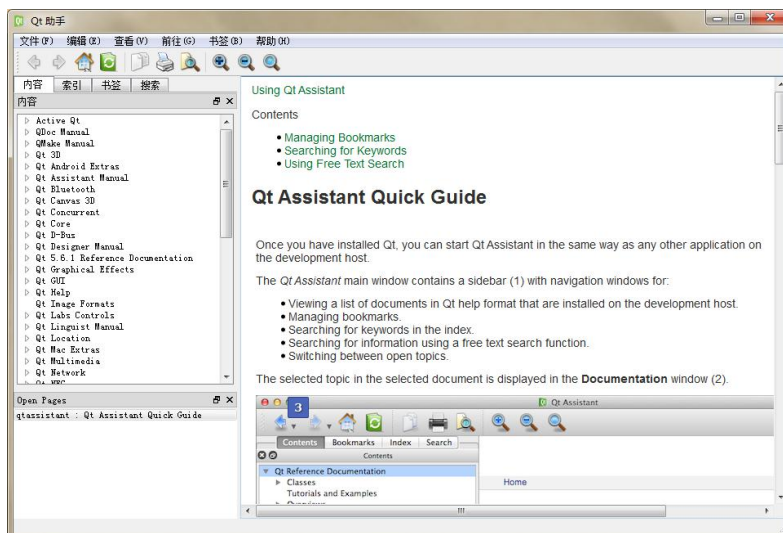 Qt 助手
文件(F) 编辑(E) 查看(V) 前往(G) 书签(B) 帮助(H)
内容 索引 书签 搜索
内容
Active Qt
QDoc Manual
QMake Manual
Qt 3D
Qt Android Extras
Qt Assistant Manual
Qt Bluetooth
Qt Canvas 3D
Qt Concurrent
Qt Core
Qt D-Bus
Qt Designer Manual
Qt 5.6.1 Reference Documentation
Qt Graphical Effects
Qt GUI
Qt Help
Qt Image Formats
Qt Labs Controls
Qt Linguist Manual
Qt Location
Qt Mac Extras
Qt Multimedia
Qt Network
Qt NFC
Open Pages
qtassistant : Qt Assistant Quick Guide
Using Qt Assistant
Contents
Managing Bookmarks
Searching for Keywords
Using Free Text Search
Qt Assistant Quick Guide
Once you have installed Qt, you can start Qt Assistant in the same way as any other application on
the development host.
The Qt Assistant main window contains a sidebar (1) with navigation windows for:
Viewing a list of documents in Qt help format that are installed on the development host.
Managing bookmarks.
Searching for keywords in the index.
Searching for information using a free text search function.
Switching between open topics.
The selected topic in the selected document is displayed in the Documentation window (2).
3
Qt Assistant
Contents Bookmarks Index Search
Contents
Qt Reference Documentation
Classes
Home
Tutorials and Examples
Overviews